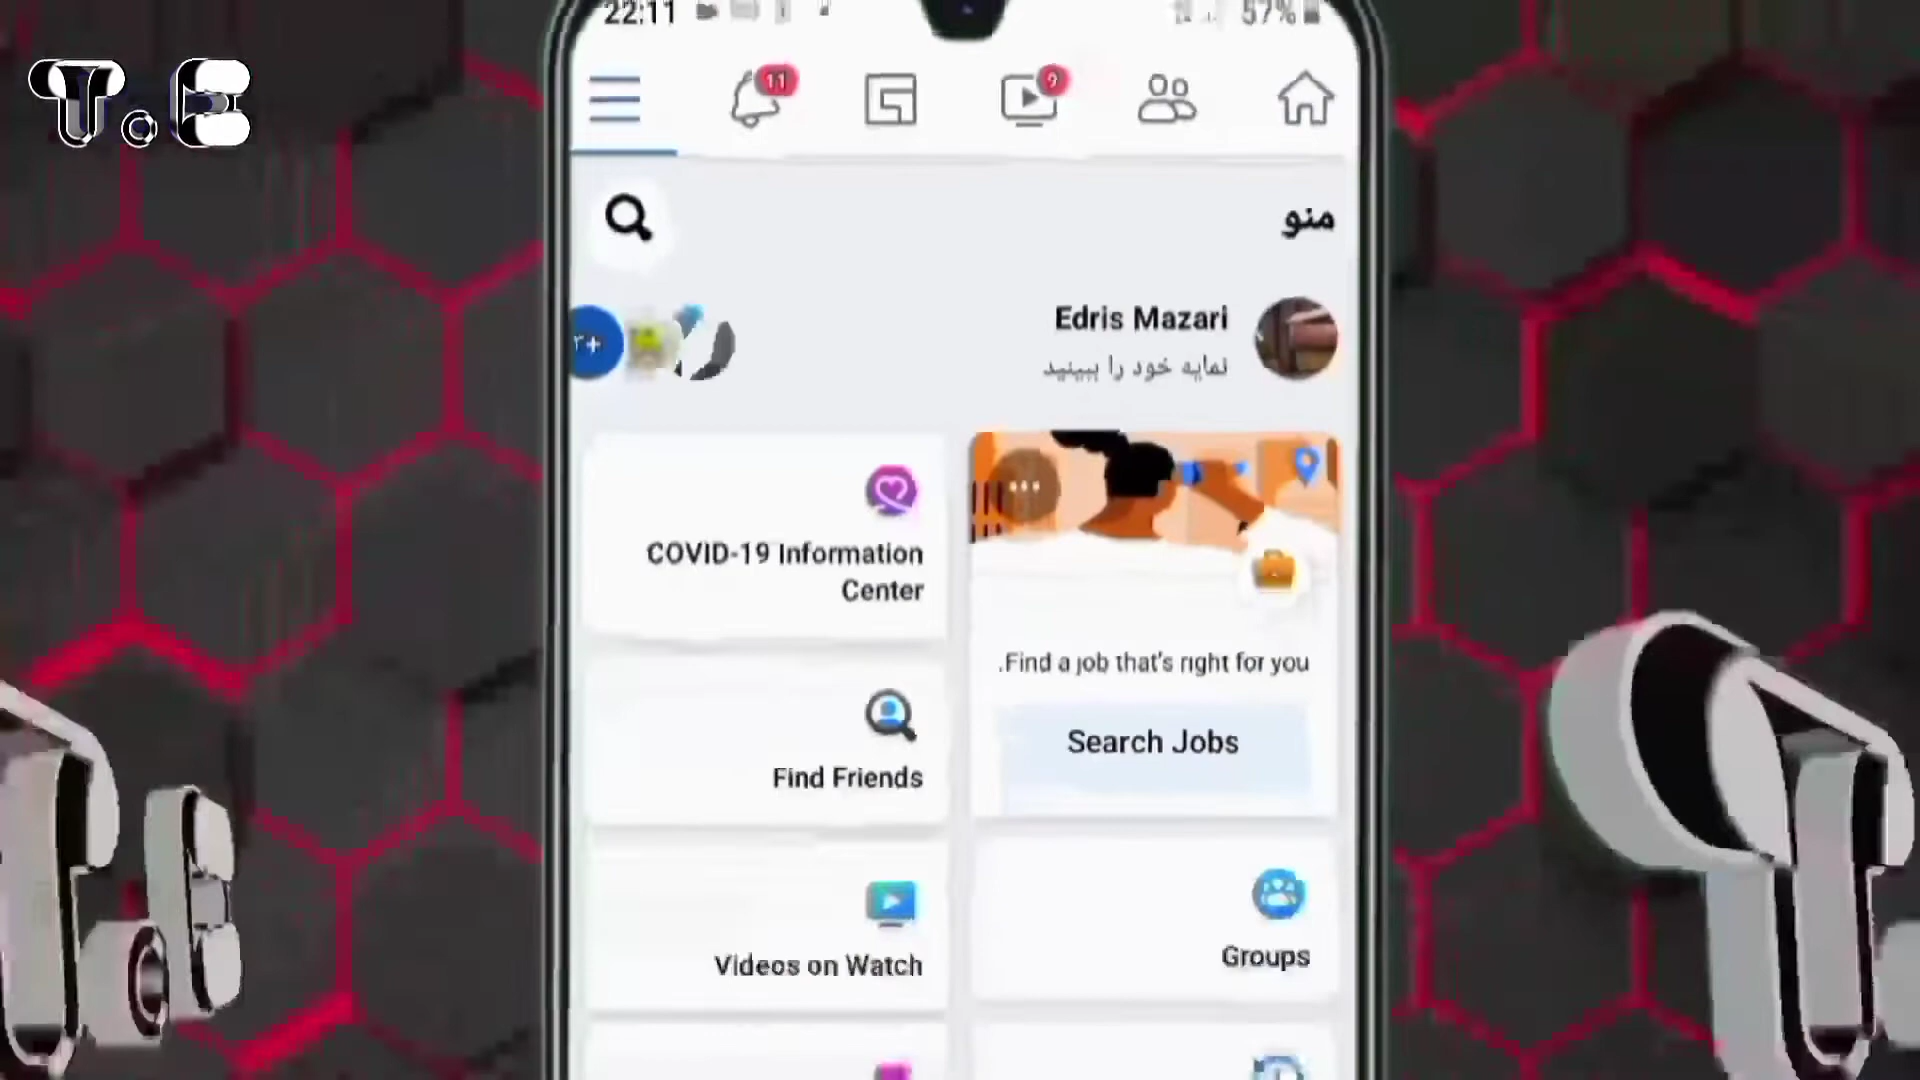 22:11
57%
T.E
11
9
منو
Edris Mazari
نمایه خود را ببینید
۲+
COVID-19 Information
Center
.Find a job that's right for you
Search Jobs
Find Friends
Videos on Watch
Groups